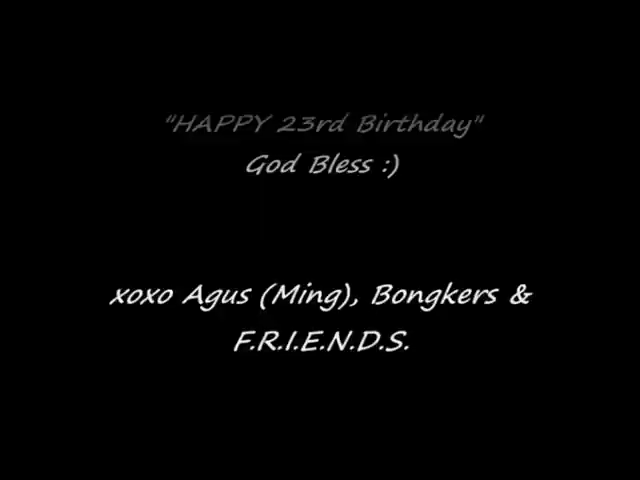 "HAPPY 23rd Birthday"
God Bless :)
xoxo Agus (Ming), Bongkers &
F.R.I.E.N.D.S.